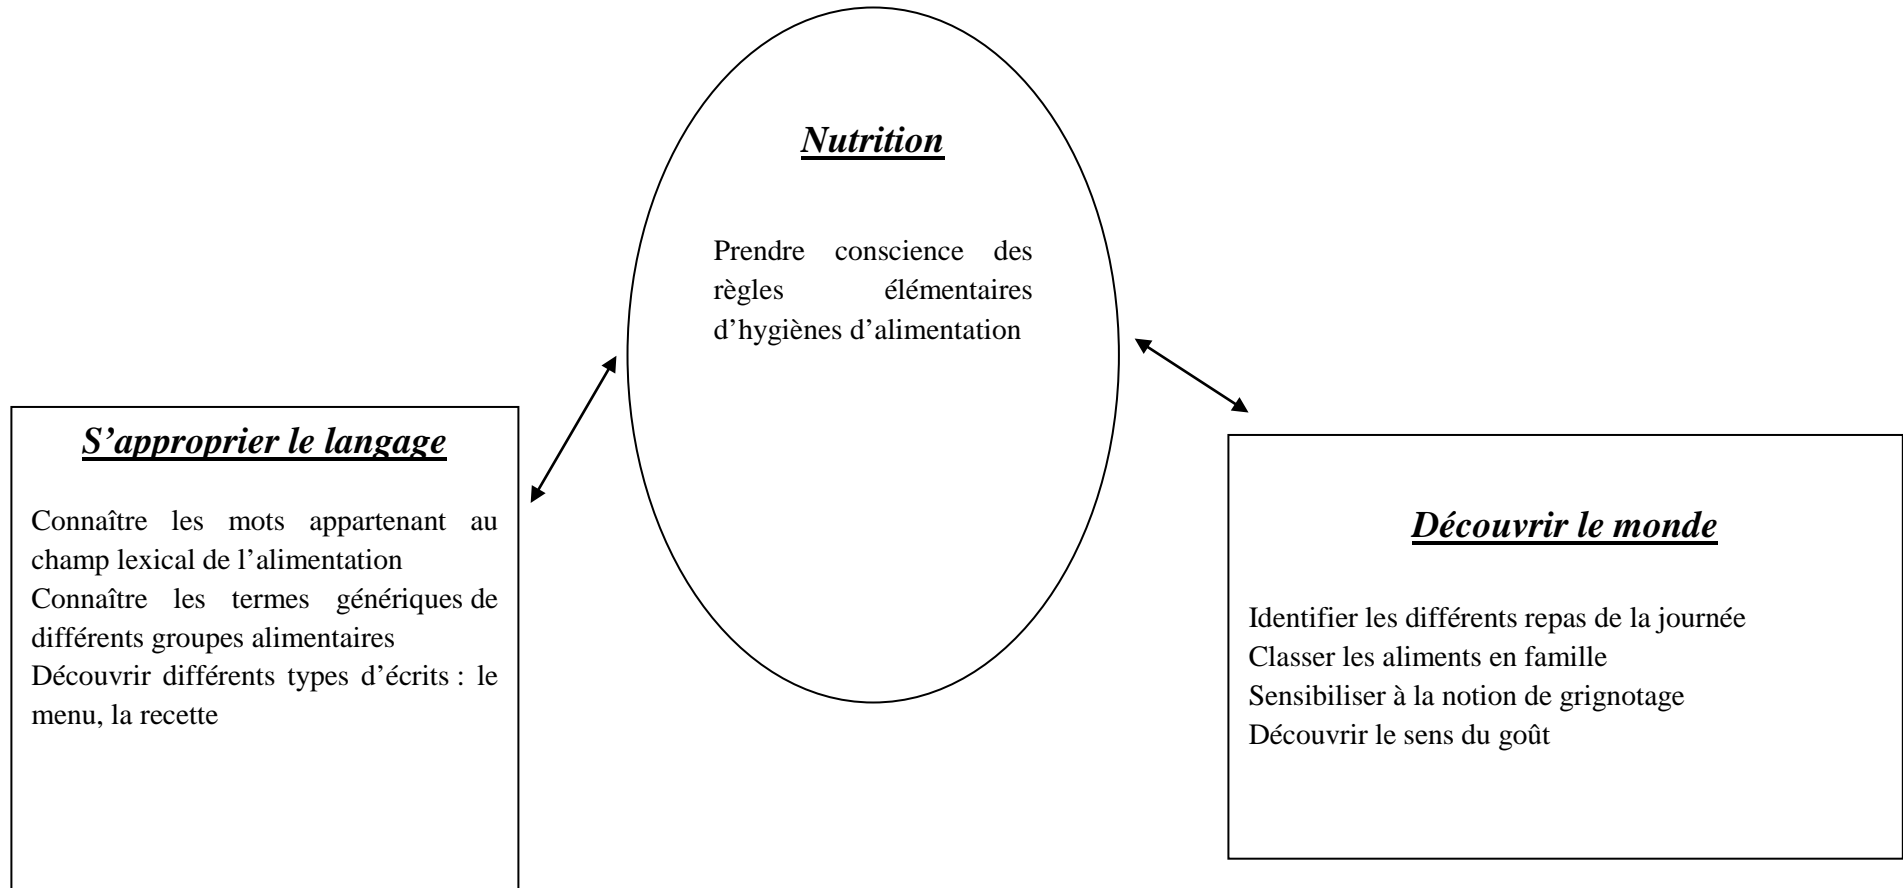 Nutrition
Prendre conscience des
règles élémentaires
d’hygiènes d’alimentation
S’approprier le langage
Connaître les mots appartenant au
champ lexical de l’alimentation
Connaître les termes génériques de
différents groupes alimentaires
Découvrir différents types d’écrits : le
menu, la recette
Découvrir le monde
Identifier les différents repas de la journée
Classer les aliments en famille
Sensibiliser à la notion de grignotage
Découvrir le sens du goût